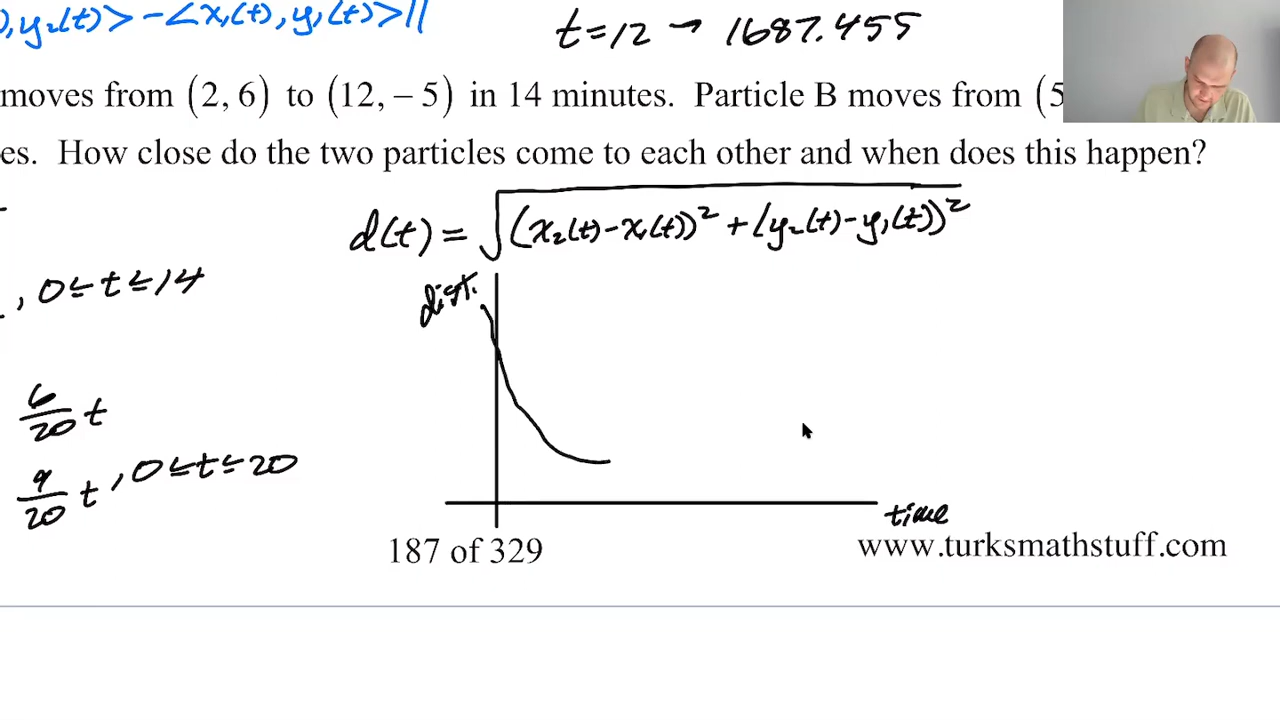 ), y₂(t)> - <x₁(t), y₁(t)>||
t=12 → 1687.455
moves from (2, 6) to (12, – 5) in 14 minutes. Particle B moves from (5
es. How close do the two particles come to each other and when does this happen?
d(t) = √((x₂(t)-x₁(t))² + (y₂(t)-y₁(t))²
, 0≤t≤14
dist.
6/20 t
9/20 t, 0≤t≤20
time
187 of 329
www.turksmathstuff.com